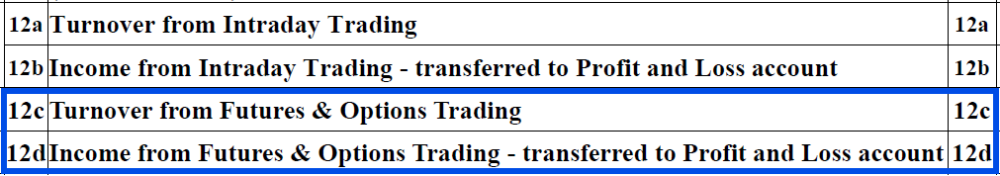 12a Turnover from Intraday Trading 12a
12b Income from Intraday Trading - transferred to Profit and Loss account 12b
12c Turnover from Futures & Options Trading 12c
12d Income from Futures & Options Trading - transferred to Profit and Loss account 12d